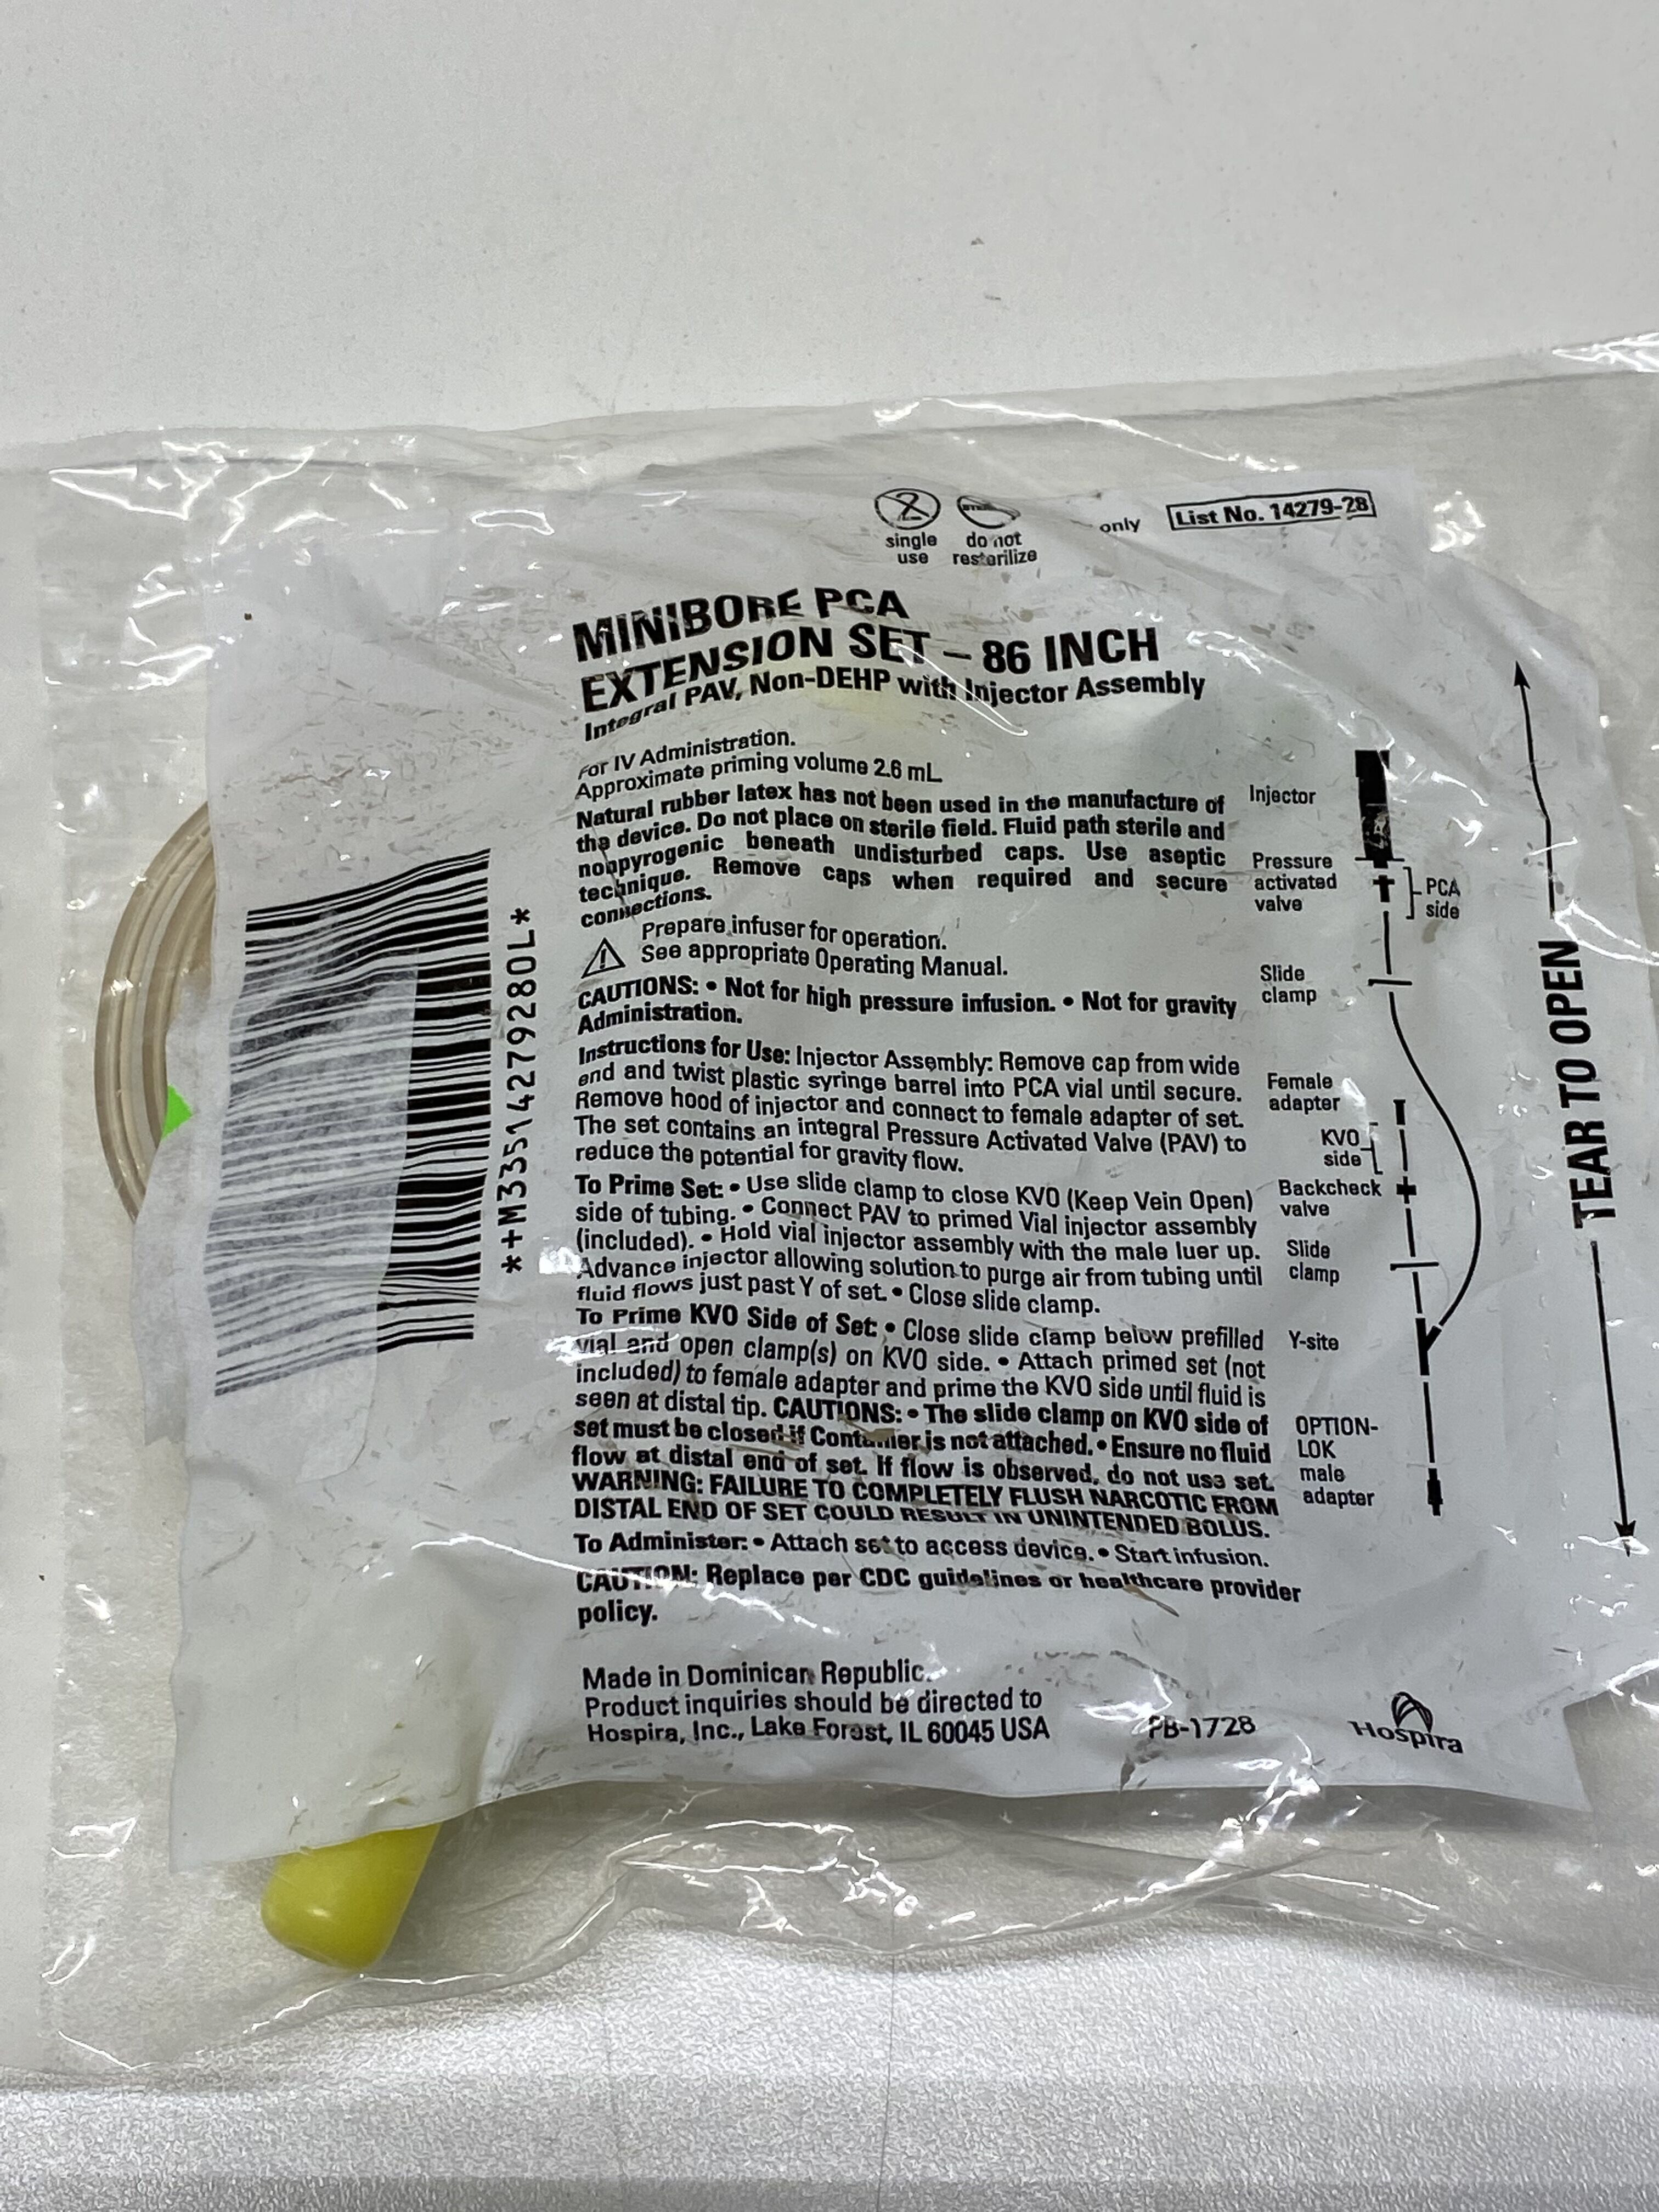 2
single
use
do not
resterilize
only
List No. 14279-28
MINIBORE PCA
EXTENSION SET – 86 INCH
Integral PAV, Non-DEHP with Injector Assembly
For IV Administration.
Approximate priming volume 2.6 mL
Natural rubber latex has not been used in the manufacture of
the device. Do not place on sterile field. Fluid path sterile and
nonpyrogenic beneath undisturbed caps. Use aseptic
technique. Remove caps when required and secure
connections.
Prepare infuser for operation.
See appropriate Operating Manual.
CAUTIONS: • Not for high pressure infusion. • Not for gravity
Administration.
Instructions for Use: Injector Assembly: Remove cap from wide
end and twist plastic syringe barrel into PCA vial until secure.
Remove hood of injector and connect to female adapter of set.
The set contains an integral Pressure Activated Valve (PAV) to
reduce the potential for gravity flow.
To Prime Set: • Use slide clamp to close KVO (Keep Vein Open)
side of tubing. • Connect PAV to primed Vial injector assembly
(included). • Hold vial injector assembly with the male luer up.
Advance injector allowing solution to purge air from tubing until
fluid flows just past Y of set. • Close slide clamp.
To Prime KVO Side of Set: • Close slide clamp below prefilled
vial and open clamp(s) on KVO side. • Attach primed set (not
included) to female adapter and prime the KVO side until fluid is
seen at distal tip. CAUTIONS: • The slide clamp on KVO side of
set must be closed if Container is not attached. • Ensure no fluid
flow at distal end of set. If flow is observed, do not use set.
WARNING: FAILURE TO COMPLETELY FLUSH NARCOTIC FROM
DISTAL END OF SET COULD RESULT IN UNINTENDED BOLUS.
To Administer: • Attach set to access device. • Start infusion.
CAUTION: Replace per CDC guidelines or healthcare provider
policy.
Made in Dominican Republic.
Product inquiries should be directed to
Hospira, Inc., Lake Forest, IL 60045 USA
PB-1728
Hospira
Injector
Pressure
activated
valve
PCA
side
Slide
clamp
Female
adapter
KVO
side
Backcheck
valve
Slide
clamp
Y-site
OPTION-
LOK
male
adapter
TEAR TO OPEN
*+M33514279280L*